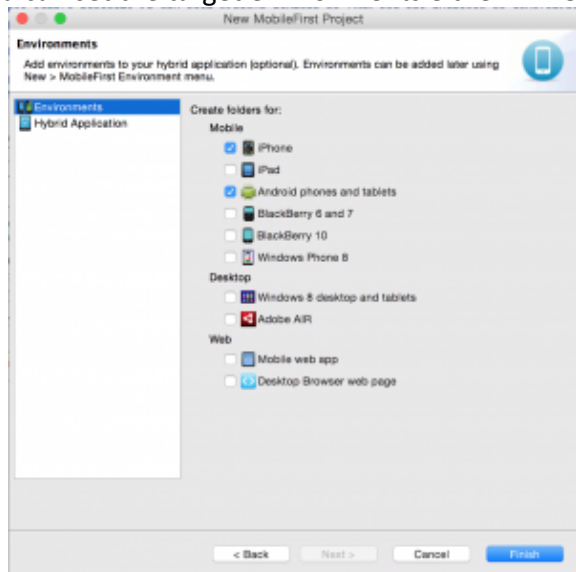 New MobileFirst Project
Environments
Add environments to your hybrid application (optional). Environments can be added later using
New > MobileFirst Environment menu.
Environments
Hybrid Application
Create folders for:
Mobile
iPhone
iPad
Android phones and tablets
BlackBerry 6 and 7
BlackBerry 10
Windows Phone 8
Desktop
Windows 8 desktop and tablets
Adobe AIR
Web
Mobile web app
Desktop Browser web page
< Back
Next >
Cancel
Finish